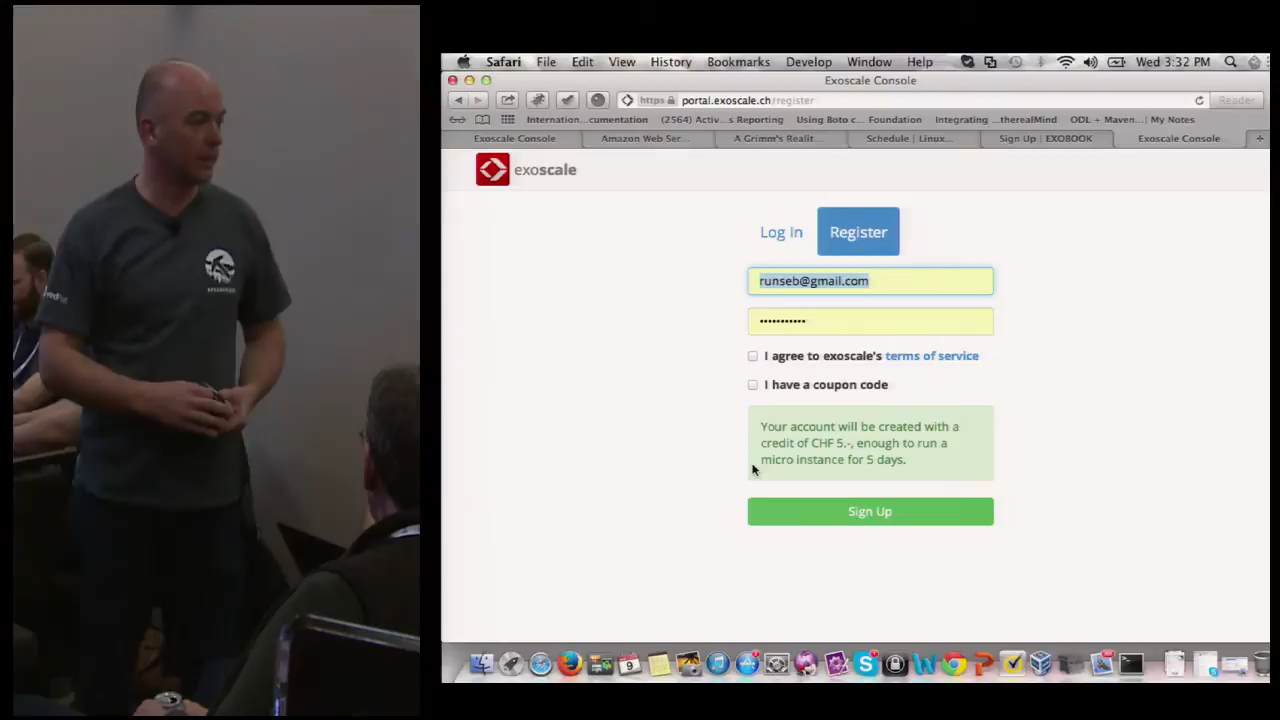 Safari File Edit View History Bookmarks Develop Window Help Wed 3:32 PM
Exoscale Console
https portal.exoscale.ch/register Reader
Internation...cumentation (2564) Activ...s Reporting Using Boto c... Foundation Integrating ...therealMind ODL + Maven... | My Notes
Exoscale Console Amazon Web Ser... A Grimm's Realit... Schedule | Linux... Sign Up | EXOBOOK Exoscale Console
exoscale
Log In Register
runseb@gmail.com
I agree to exoscale's terms of service
I have a coupon code
Your account will be created with a
credit of CHF 5.-, enough to run a
micro instance for 5 days.
Sign Up
9